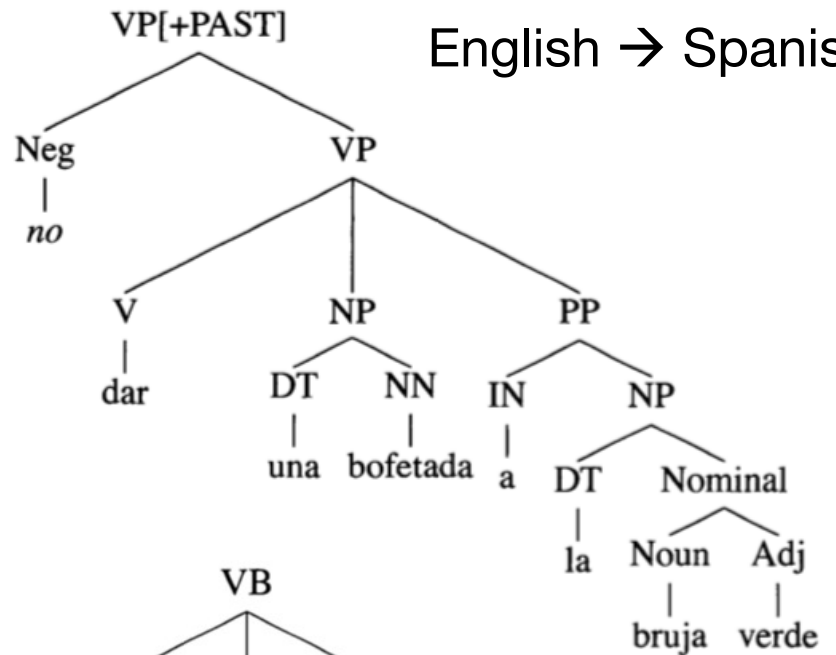 VP[+PAST]
English → Spanis
Neg VP
no
V NP PP
dar DT NN IN NP
una bofetada a DT Nominal
la Noun Adj
VB
bruja verde